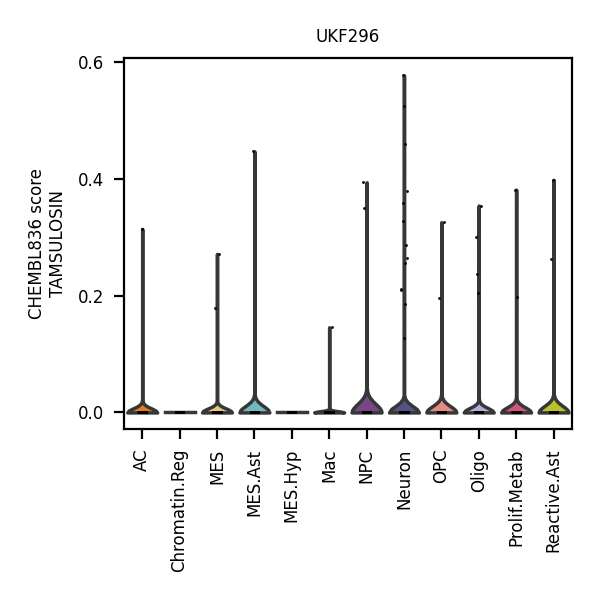 UKF296
CHEMBL836 score
TAMSULOSIN
0.6
0.4
0.2
0.0
AC
Chromatin.Reg
MES
MES.Ast
MES.Hyp
Mac
NPC
Neuron
OPC
Oligo
Prolif.Metab
Reactive.Ast